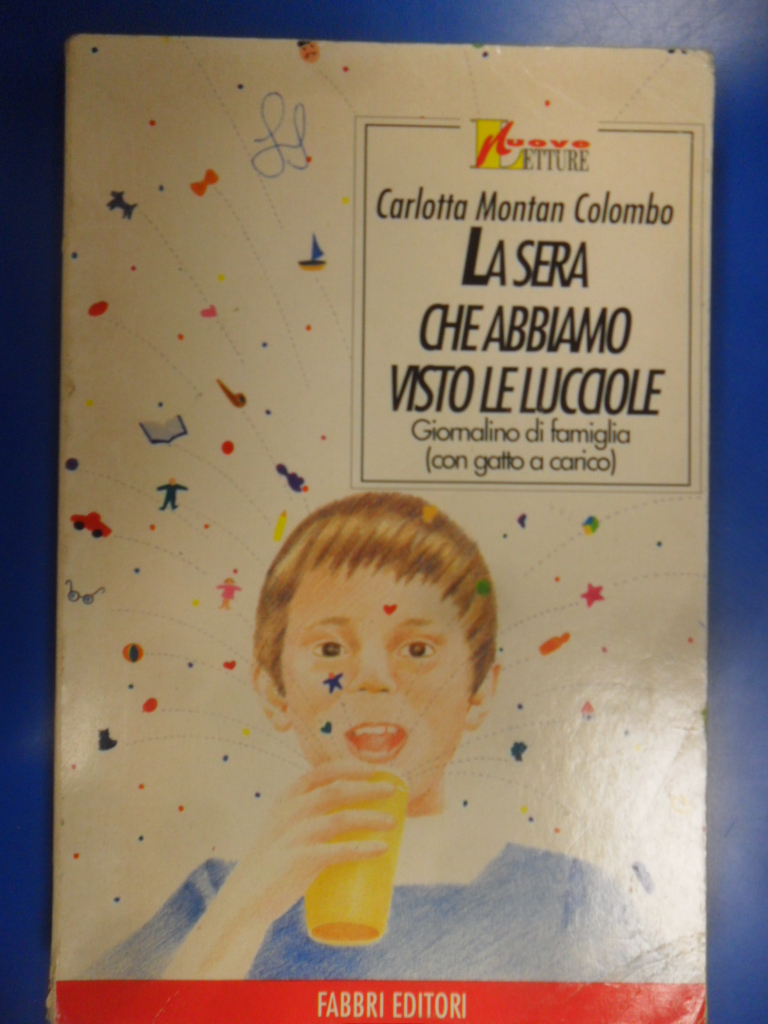 Nuove
LETTURE
Carlotta Montan Colombo
LA SERA
CHE ABBIAMO
VISTO LE LUCCIOLE
Giornalino di famiglia
(con gatto a carico)
FABBRI EDITORI